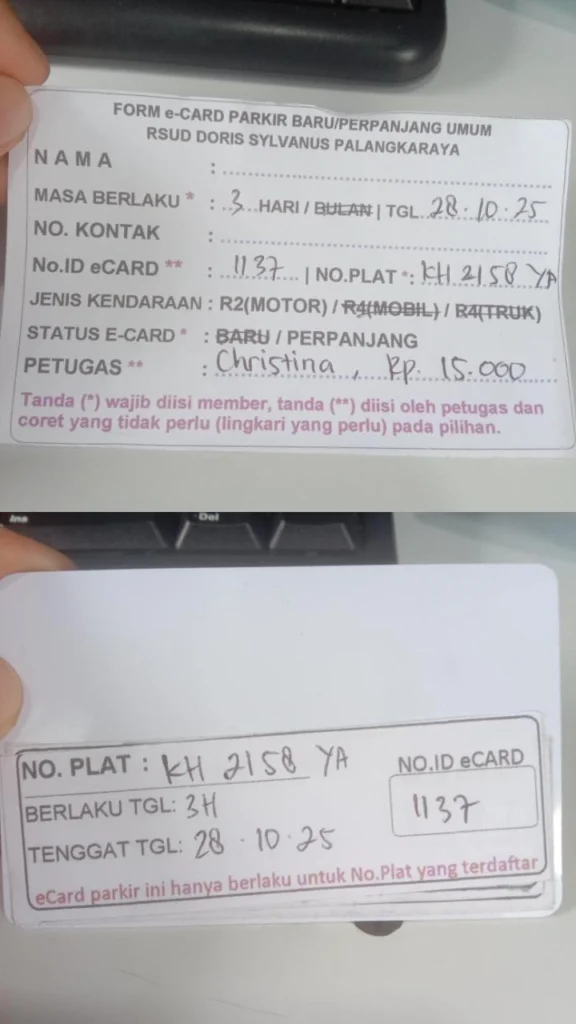 FORM e-CARD PARKIR BARU/PERPANJANG UMUM
RSUD DORIS SYLVANUS PALANGKARAYA
NAMA :
MASA BERLAKU * : 3 HARI / BULAN | TGL. 28.10.25
NO. KONTAK :
No.ID eCARD ** : 1137 | NO.PLAT *: KH 2158 YA
JENIS KENDARAAN : R2(MOTOR) / R4(MOBIL) / R4(TRUK)
STATUS E-CARD * : BARU / PERPANJANG
PETUGAS ** : Christina, Rp. 15.000
Tanda (*) wajib diisi member, tanda (**) diisi oleh petugas dan
coret yang tidak perlu (lingkari yang perlu) pada pilihan.
Ins
Del
NO. PLAT : KH 2158 YA
NO.ID eCARD
1137
BERLAKU TGL: 3H
TENGGAT TGL: 28.10.25
eCard parkir ini hanya berlaku untuk No.Plat yang terdaftar